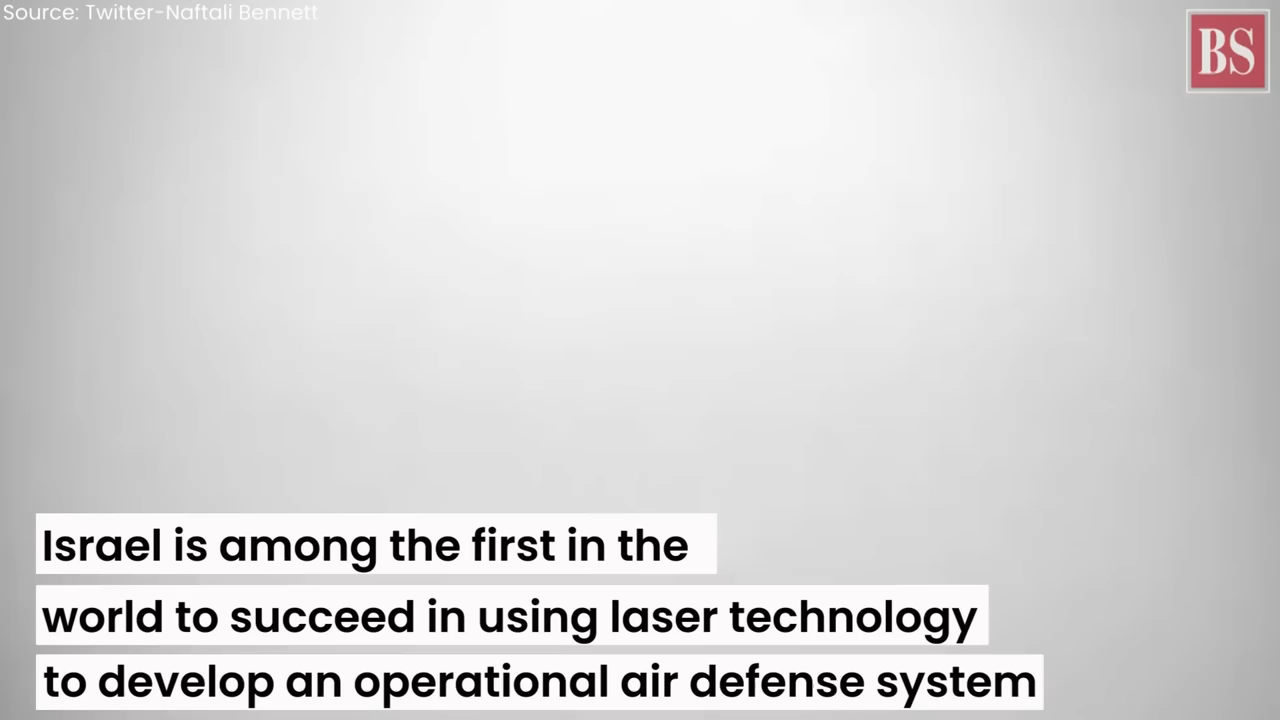 Source: Twitter-Naftali Bennett
BS
Israel is among the first in the
world to succeed in using laser technology
to develop an operational air defense system